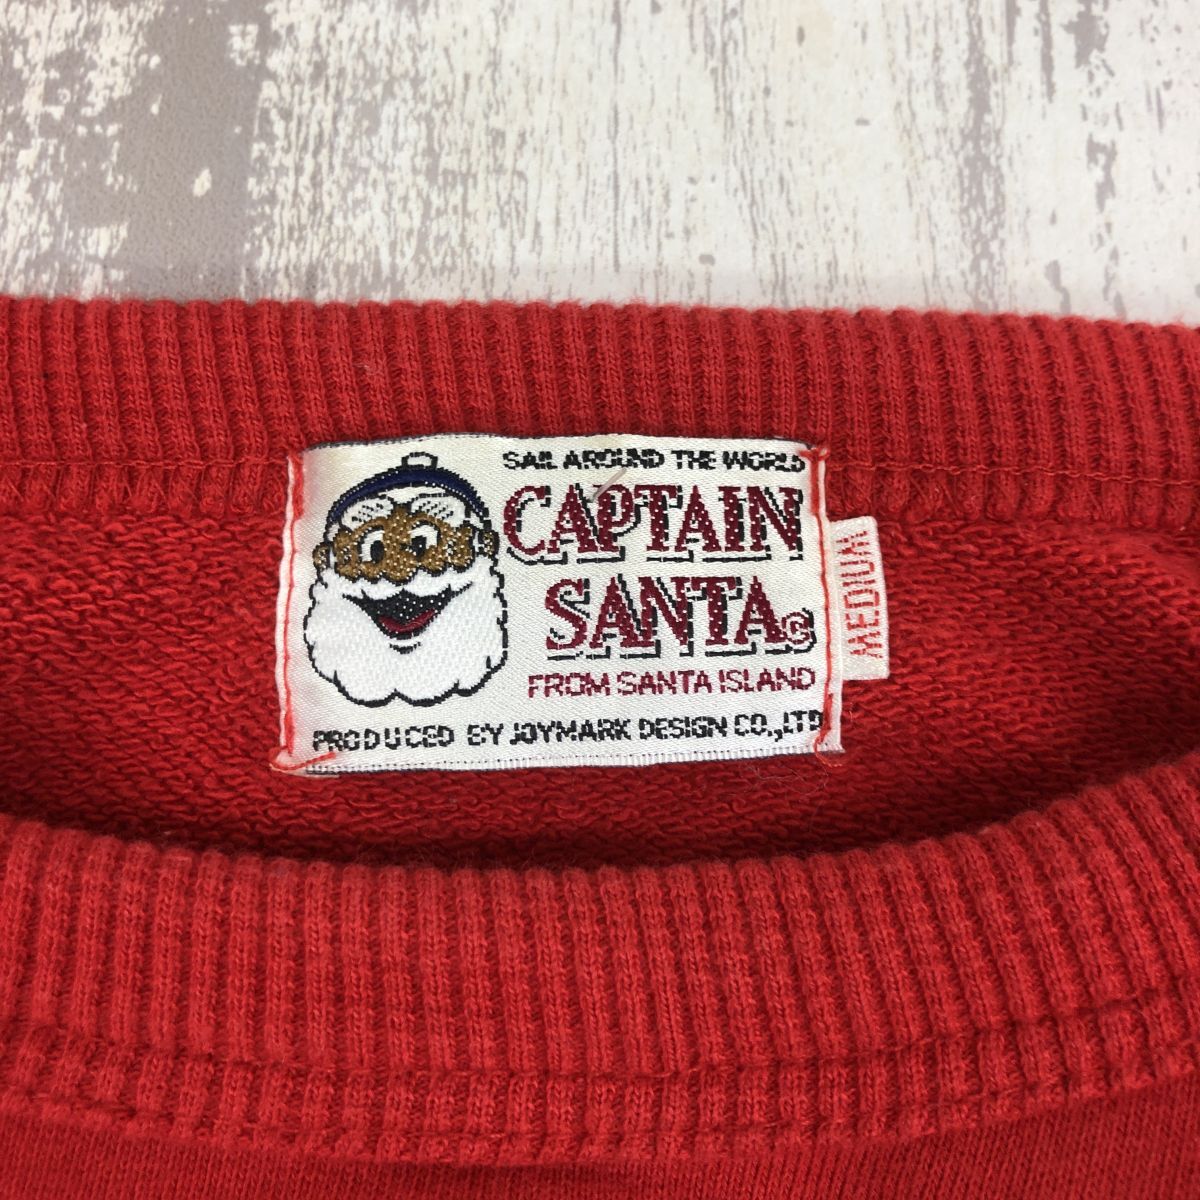 SAIL AROUND THE WORLD
CAPTAIN
SANTA©
FROM SANTA ISLAND
PRODUCED BY JOYMARK DESIGN CO.,LTD
MEDIUM